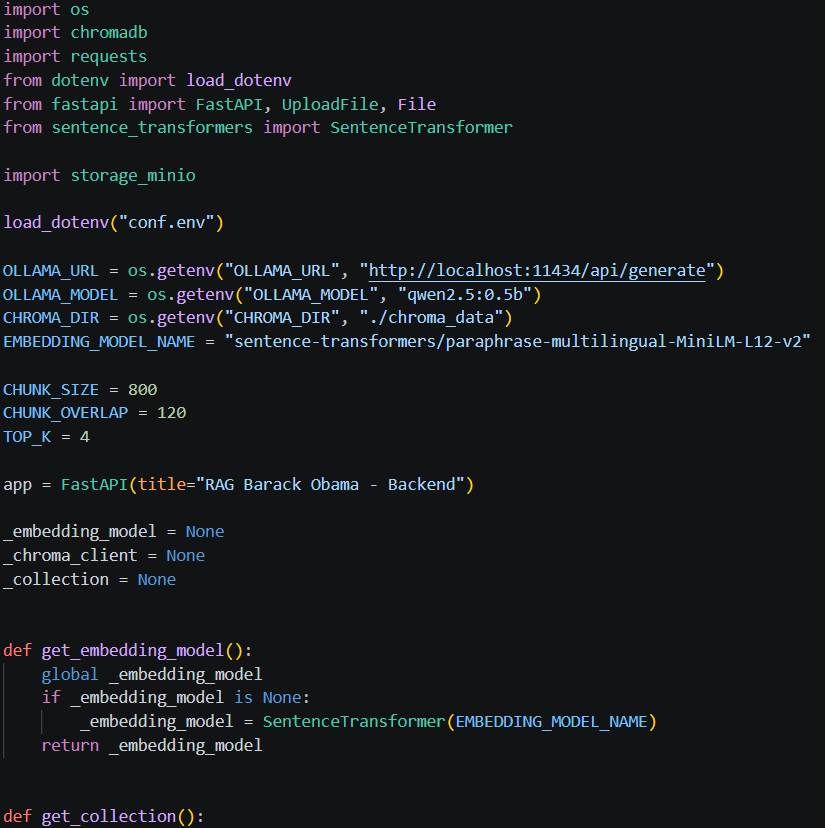 import os
import chromadb
import requests
from dotenv import load_dotenv
from fastapi import FastAPI, UploadFile, File
from sentence_transformers import SentenceTransformer

import storage_minio

load_dotenv("conf.env")

OLLAMA_URL = os.getenv("OLLAMA_URL", "http://localhost:11434/api/generate")
OLLAMA_MODEL = os.getenv("OLLAMA_MODEL", "qwen2.5:0.5b")
CHROMA_DIR = os.getenv("CHROMA_DIR", "./chroma_data")
EMBEDDING_MODEL_NAME = "sentence-transformers/paraphrase-multilingual-MiniLM-L12-v2"

CHUNK_SIZE = 800
CHUNK_OVERLAP = 120
TOP_K = 4

app = FastAPI(title="RAG Barack Obama - Backend")

_embedding_model = None
_chroma_client = None
_collection = None


def get_embedding_model():
    global _embedding_model
    if _embedding_model is None:
        _embedding_model = SentenceTransformer(EMBEDDING_MODEL_NAME)
    return _embedding_model


def get_collection():